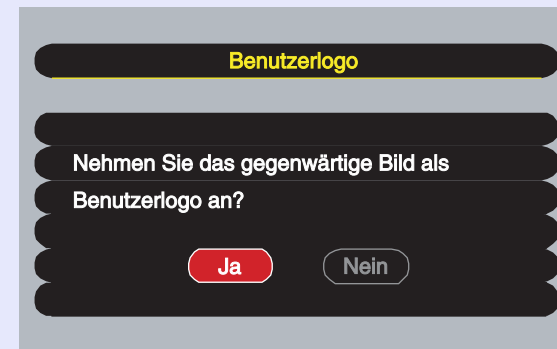 Benutzerlogo
Nehmen Sie das gegenwärtige Bild als
Benutzerlogo an?
Ja Nein